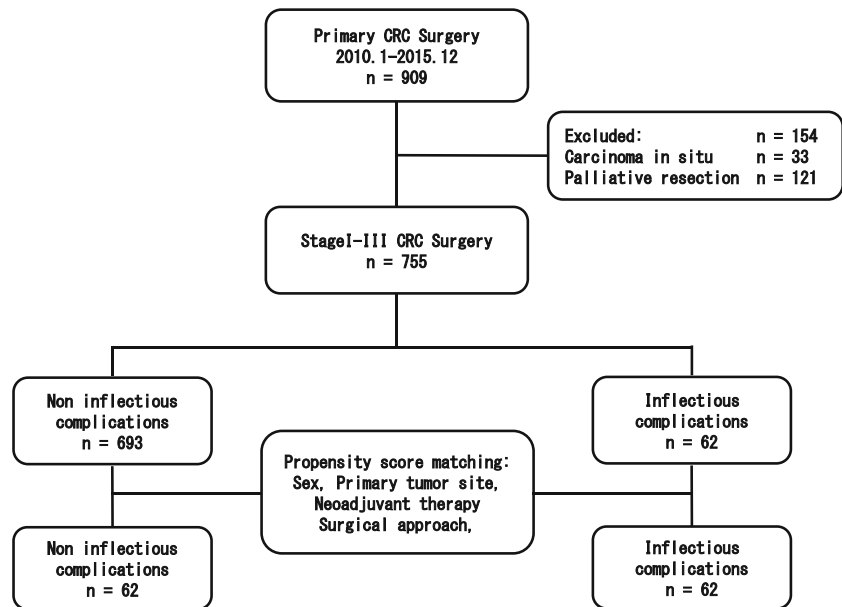 Primary CRC Surgery
2010.1-2015.12
n = 909
Excluded: n = 154
Carcinoma in situ n = 33
Palliative resection n = 121
StageI-III CRC Surgery
n = 755
Non inflectious
complications
n = 693
Inflectious
complications
n = 62
Propensity score matching:
Sex, Primary tumor site,
Neoadjuvant therapy
Surgical approach,
Non inflectious
complications
n = 62
Inflectious
complications
n = 62